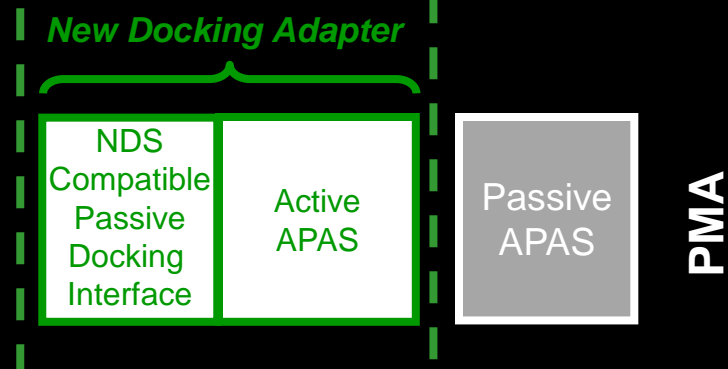 New Docking Adapter
NDS
Compatible
Passive
Docking
Interface
Active
APAS
Passive
APAS
PMA